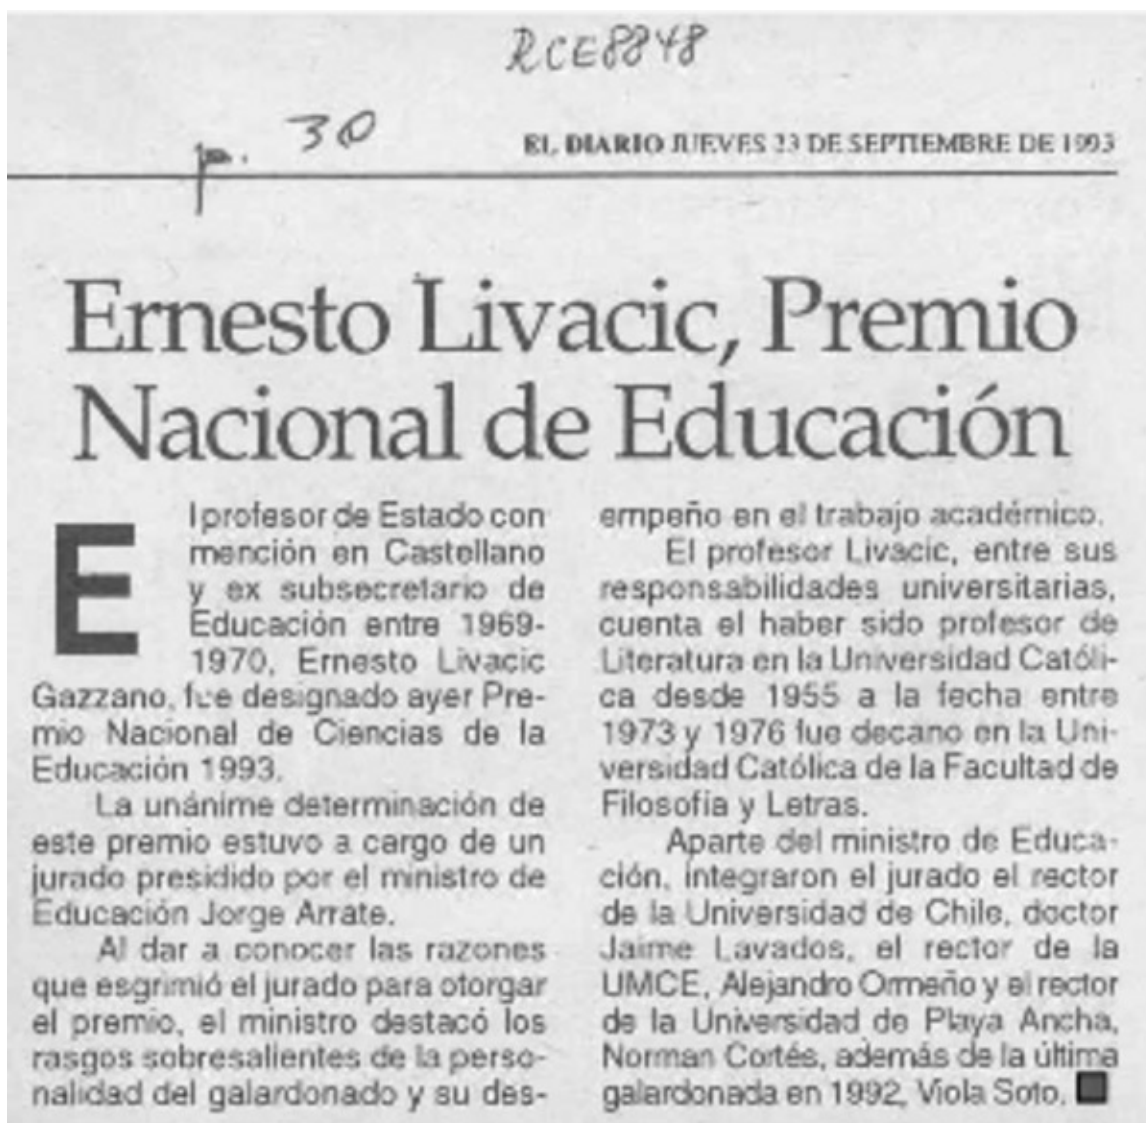 RCE8848
p. 30
EL DIARIO JUEVES 23 DE SEPTIEMBRE DE 1993
Ernesto Livacic, Premio
Nacional de Educación
El profesor de Estado con
mención en Castellano
y ex subsecretario de
Educación entre 1969-
1970, Ernesto Livacic
Gazzano, fue designado ayer Pre-
mio Nacional de Ciencias de la
Educación 1993.
La unánime determinación de
este premio estuvo a cargo de un
jurado presidido por el ministro de
Educación Jorge Arrate.
Al dar a conocer las razones
que esgrimió el jurado para otorgar
el premio, el ministro destacó los
rasgos sobresalientes de la perso-
nalidad del galardonado y su des-
empeño en el trabajo académico.
El profesor Livacic, entre sus
responsabilidades universitarias,
cuenta el haber sido profesor de
Literatura en la Universidad Católi-
ca desde 1955 a la fecha entre
1973 y 1976 fue decano en la Uni-
versidad Católica de la Facultad de
Filosofía y Letras.
Aparte del ministro de Educa-
ción, integraron el jurado el rector
de la Universidad de Chile, doctor
Jaime Lavados, el rector de la
UMCE, Alejandro Ormeño y el rector
de la Universidad de Playa Ancha,
Norman Cortés, además de la última
galardonada en 1992, Viola Soto.